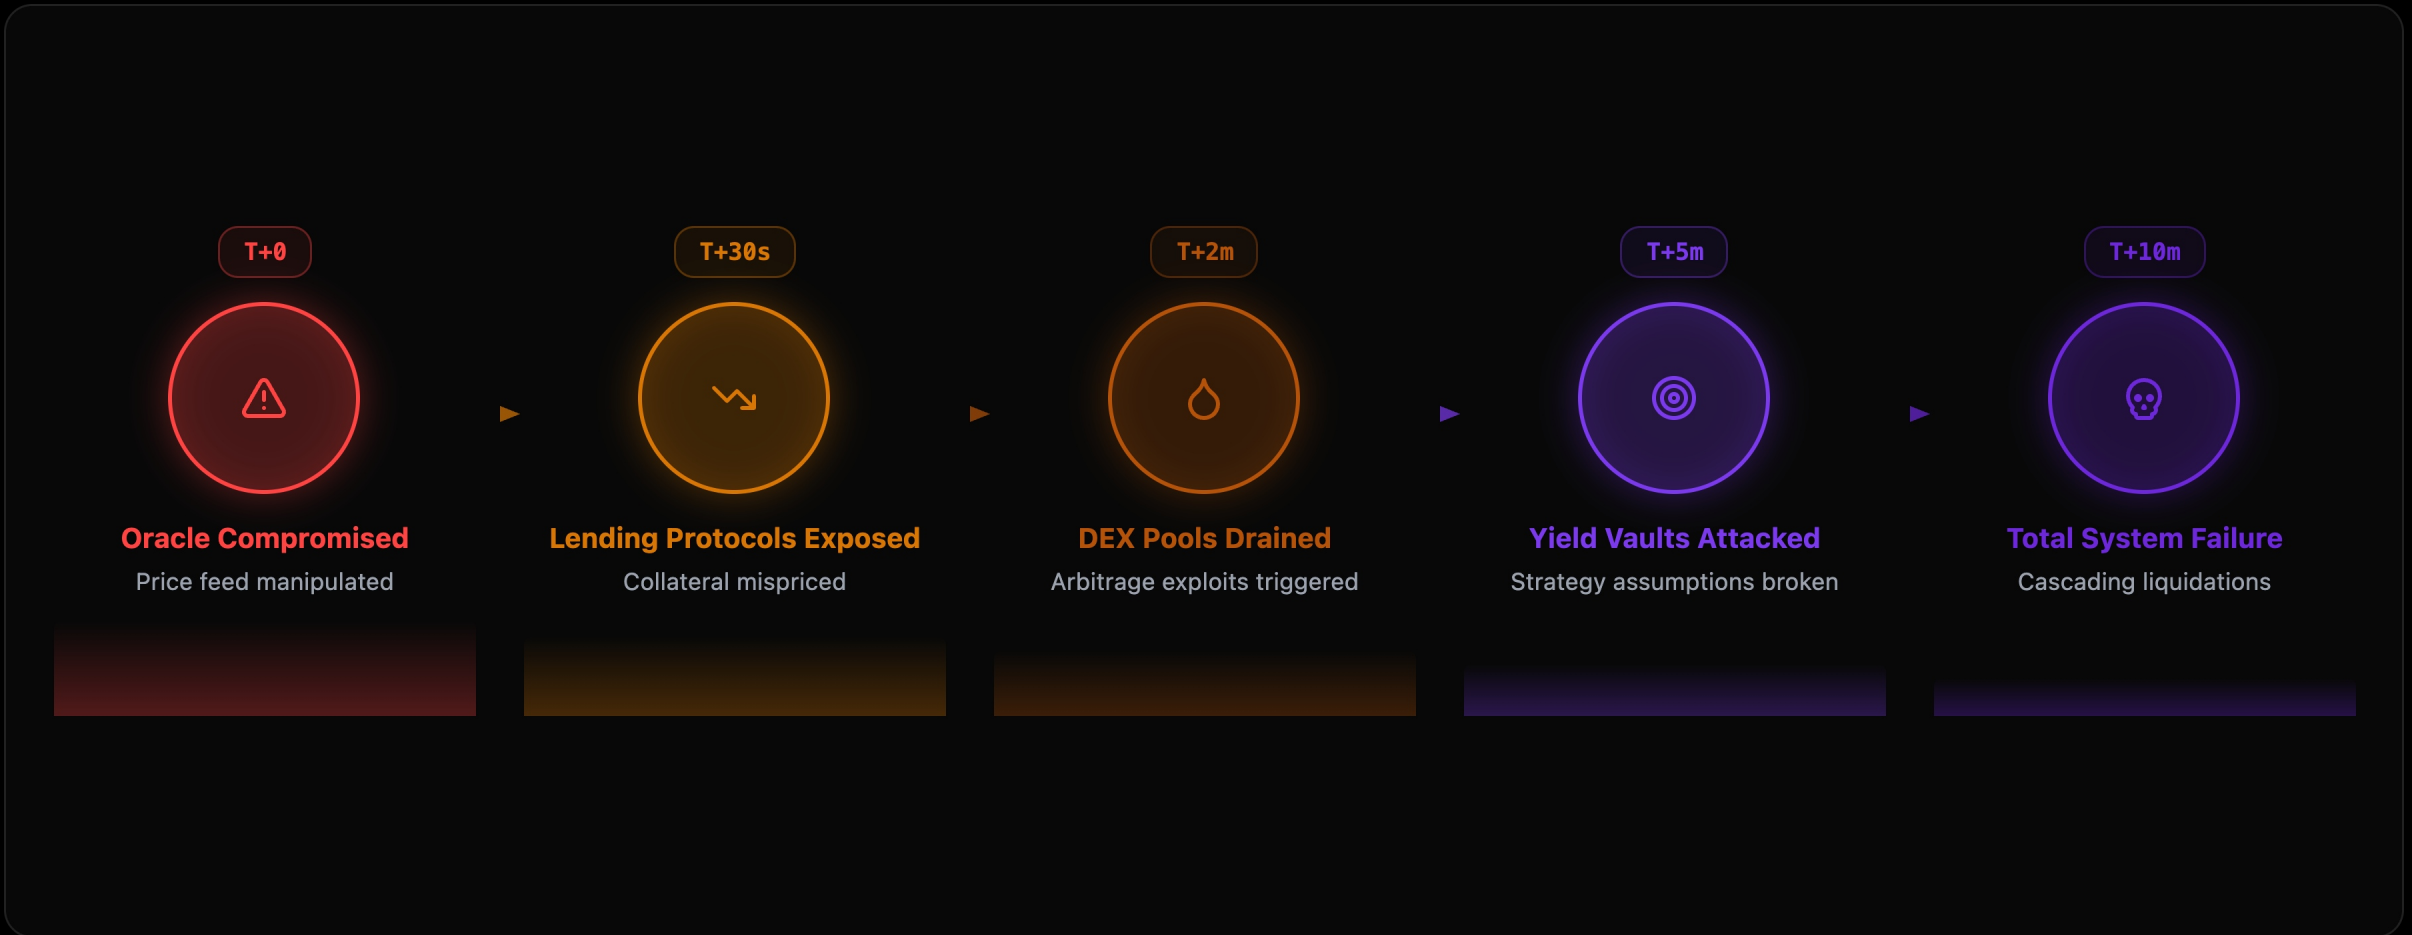 T+0
T+30s
T+2m
T+5m
T+10m
Oracle Compromised
Lending Protocols Exposed
DEX Pools Drained
Yield Vaults Attacked
Total System Failure
Price feed manipulated
Collateral mispriced
Arbitrage exploits triggered
Strategy assumptions broken
Cascading liquidations